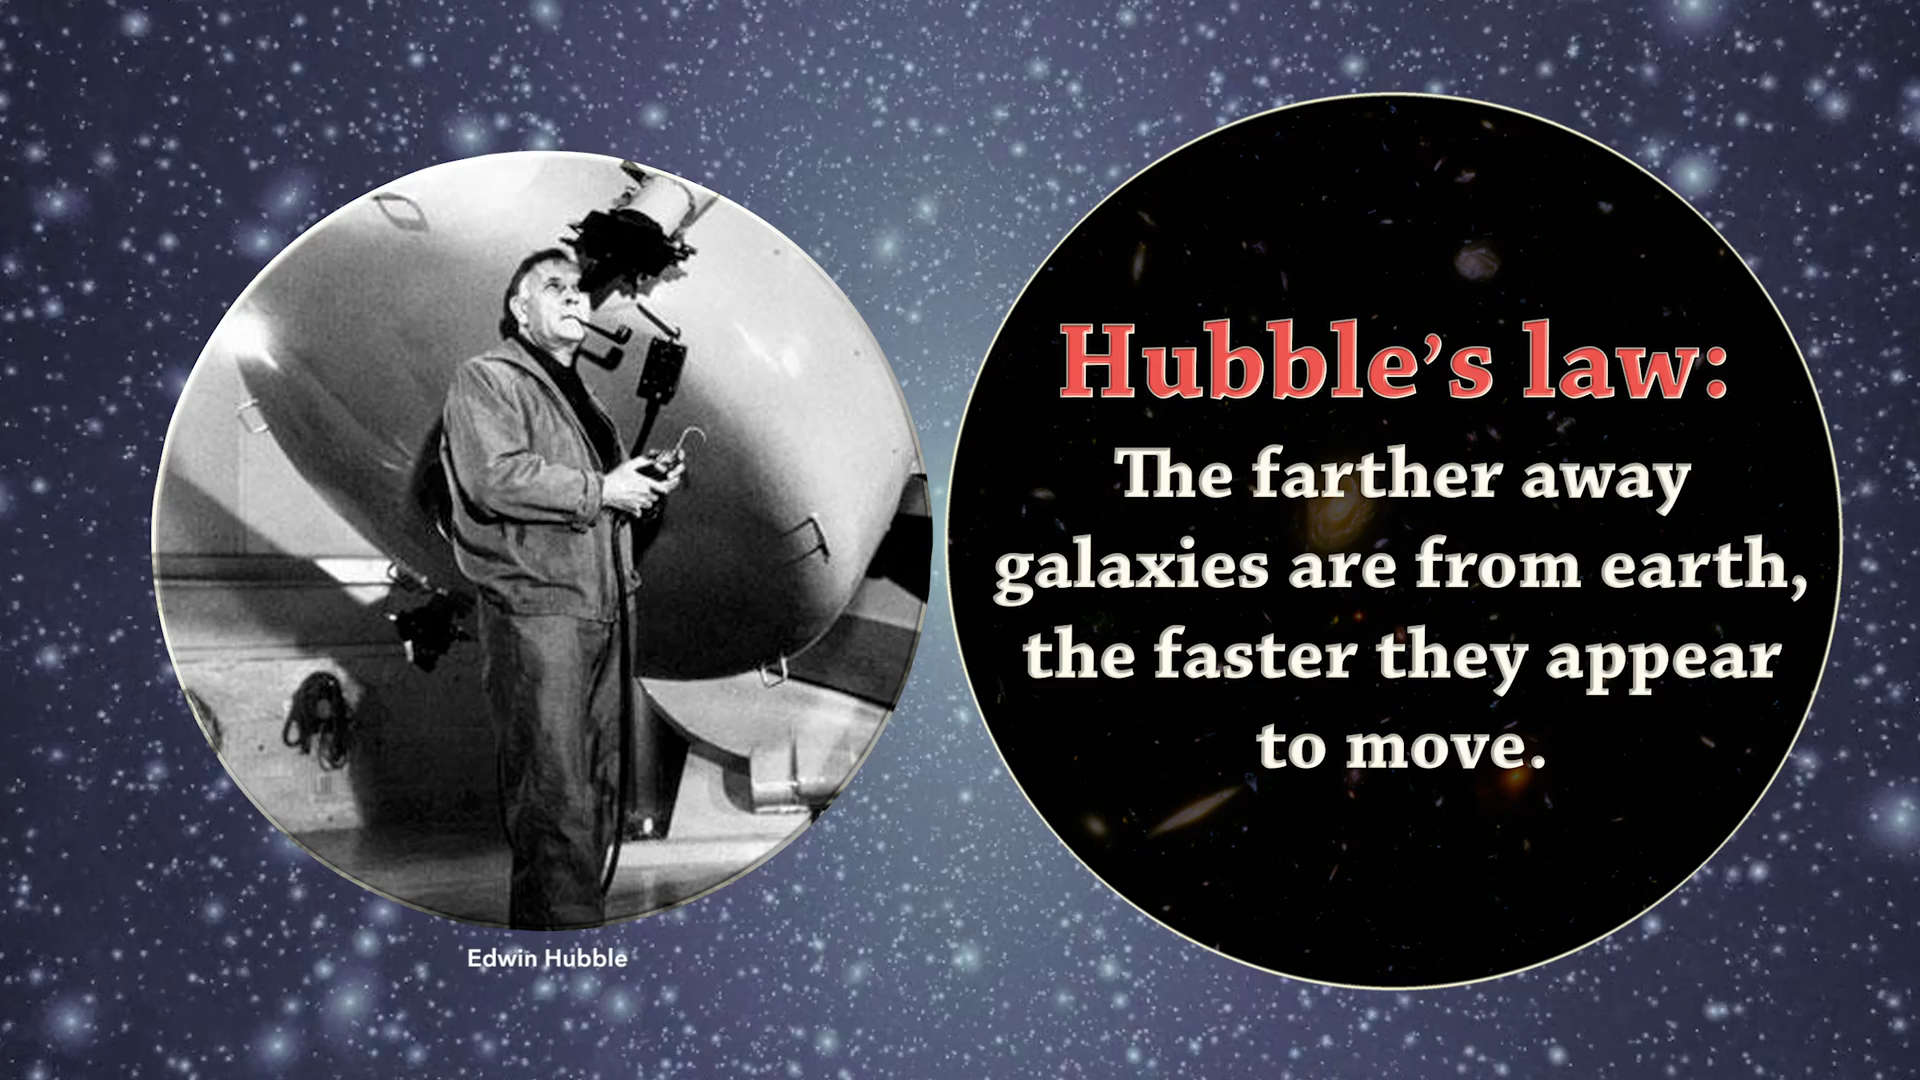 Hubble’s law:
The farther away
galaxies are from earth,
the faster they appear
to move.
Edwin Hubble